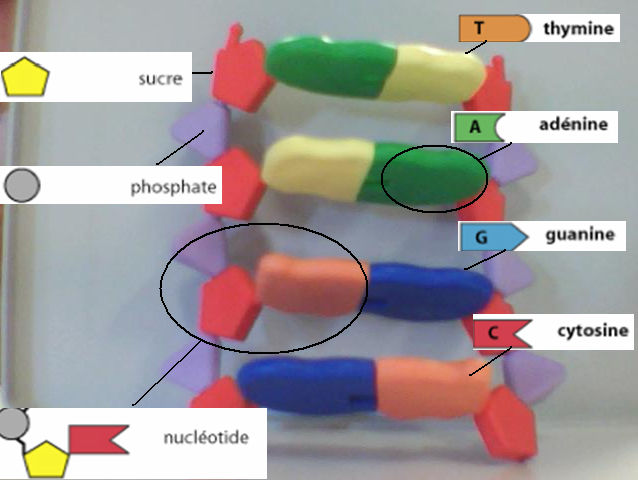 T thymine
sucre
A adénine
phosphate
G guanine
C cytosine
nucléotide